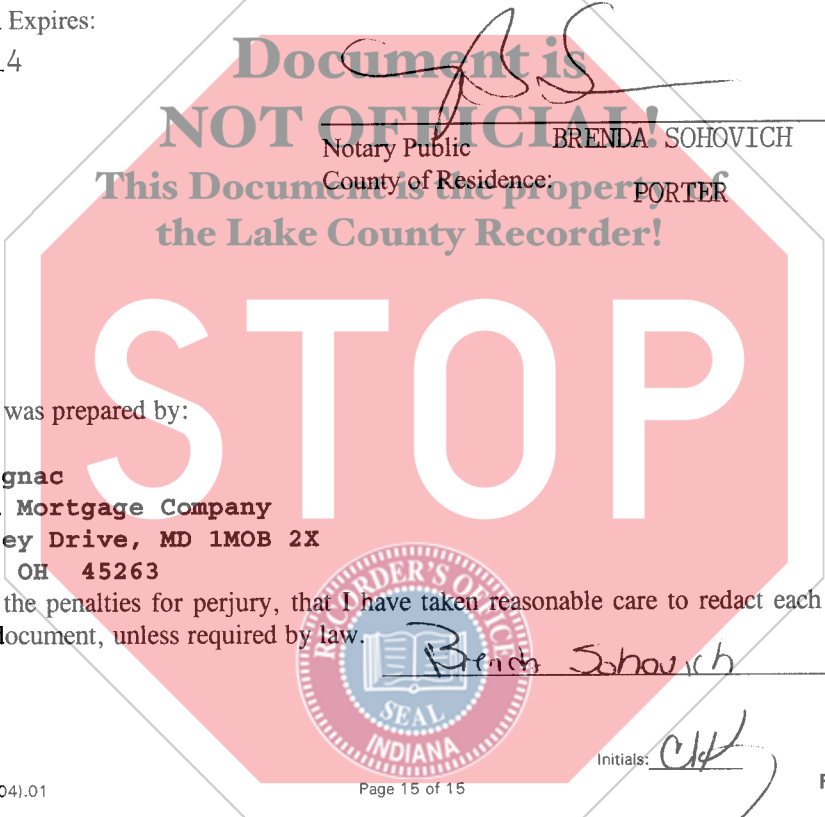 Expires:
4
Document is
NOT OFFICIAL!
Notary Public BRENDA SOHOVICH
This Document is the property of
County of Residence: PORTER
the Lake County Recorder!
STOP
was prepared by:
gnac
Mortgage Company
ey Drive, MD 1MOB 2X
OH 45263
the penalties for perjury, that I have taken reasonable care to redact each
document, unless required by law.
Brenda Sohovich
RECORDER'S OFFICE
SEAL
INDIANA
Initials: CKK
04).01
Page 15 of 15